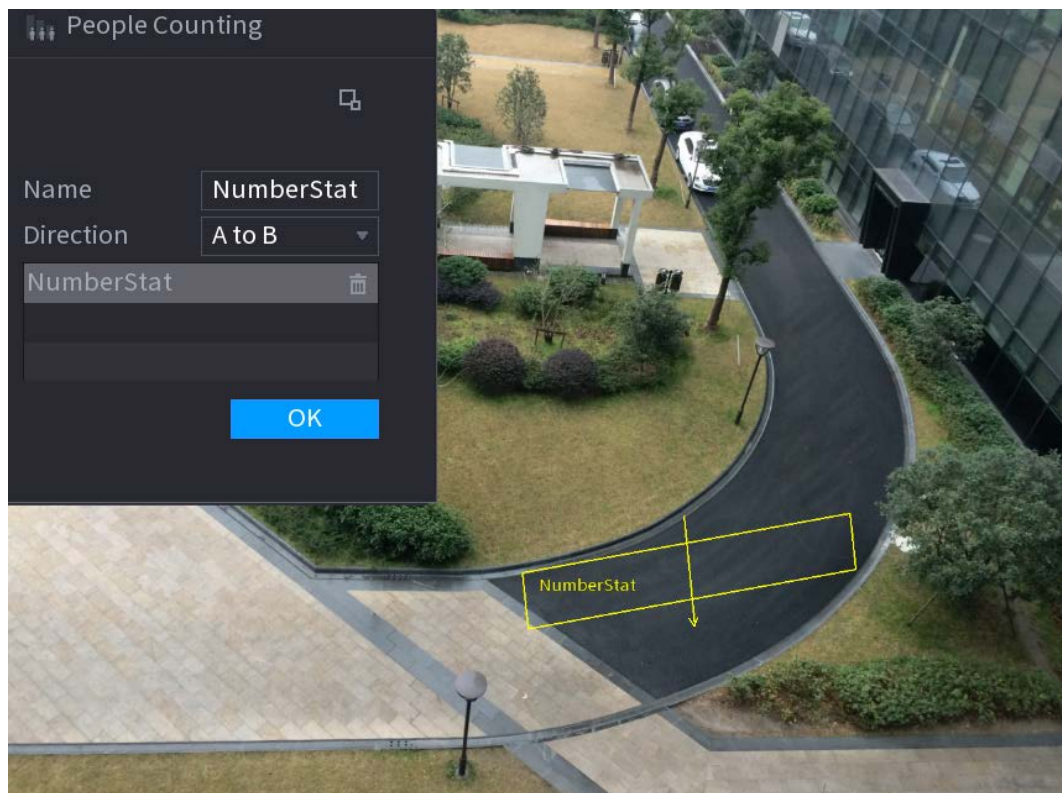 People Counting
Name NumberStat
Direction A to B
NumberStat
OK
NumberStat